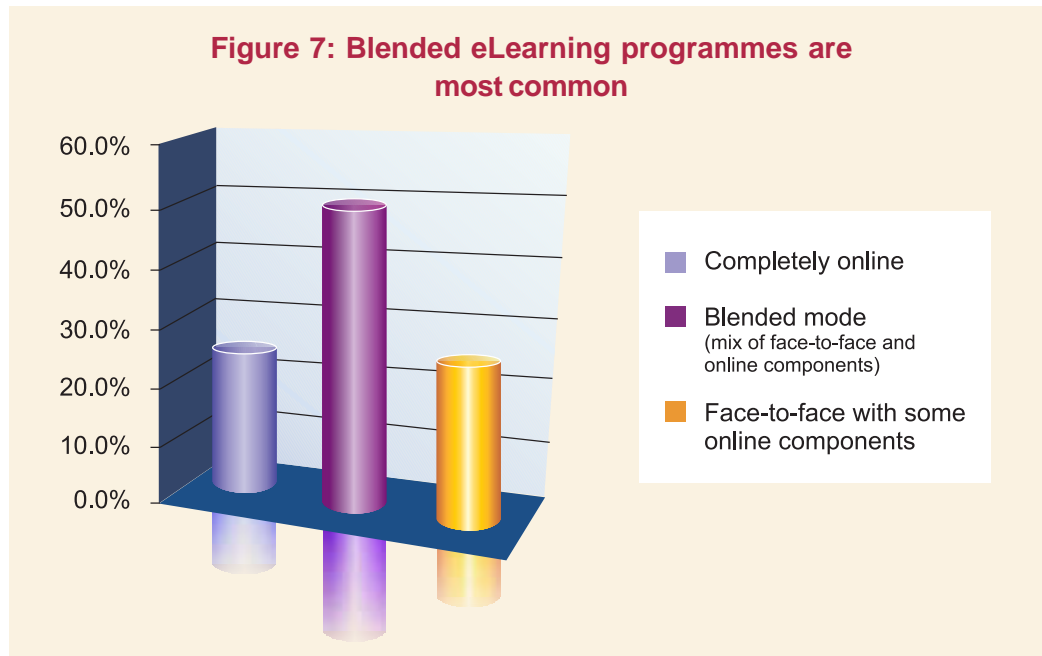 Figure 7: Blended eLearning programmes are
most common
60.0%
50.0%
40.0%
30.0%
20.0%
10.0%
0.0%
Completely online
Blended mode
(mix of face-to-face and
online components)
Face-to-face with some
online components